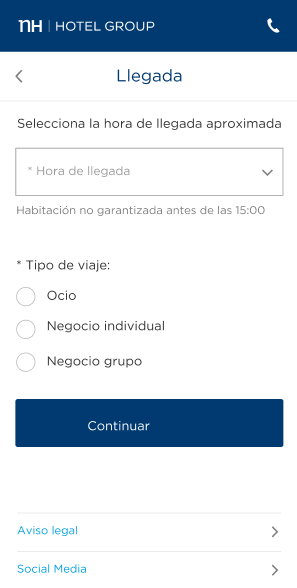 nH | HOTEL GROUP
Llegada
Selecciona la hora de llegada aproximada
* Hora de llegada
Habitación no garantizada antes de las 15:00
* Tipo de viaje:
Ocio
Negocio individual
Negocio grupo
Continuar
Aviso legal
Social Media